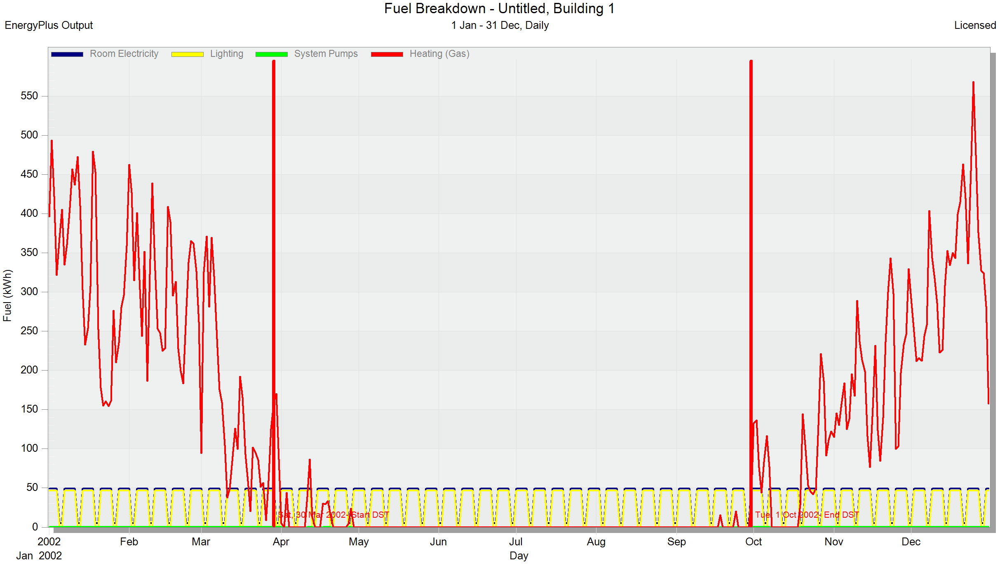 Fuel Breakdown - Untitled, Building 1
EnergyPlus Output
1 Jan - 31 Dec, Daily
Licensed
Room Electricity
Lighting
System Pumps
Heating (Gas)
Fuel (kWh)
550
500
450
400
350
300
250
200
150
100
50
0
Sat, 30 Mar 2002- Start DST
Tue, 1 Oct 2002- End DST
2002 Feb Mar Apr May Jun Jul Aug Sep Oct Nov Dec
Jan 2002
Day